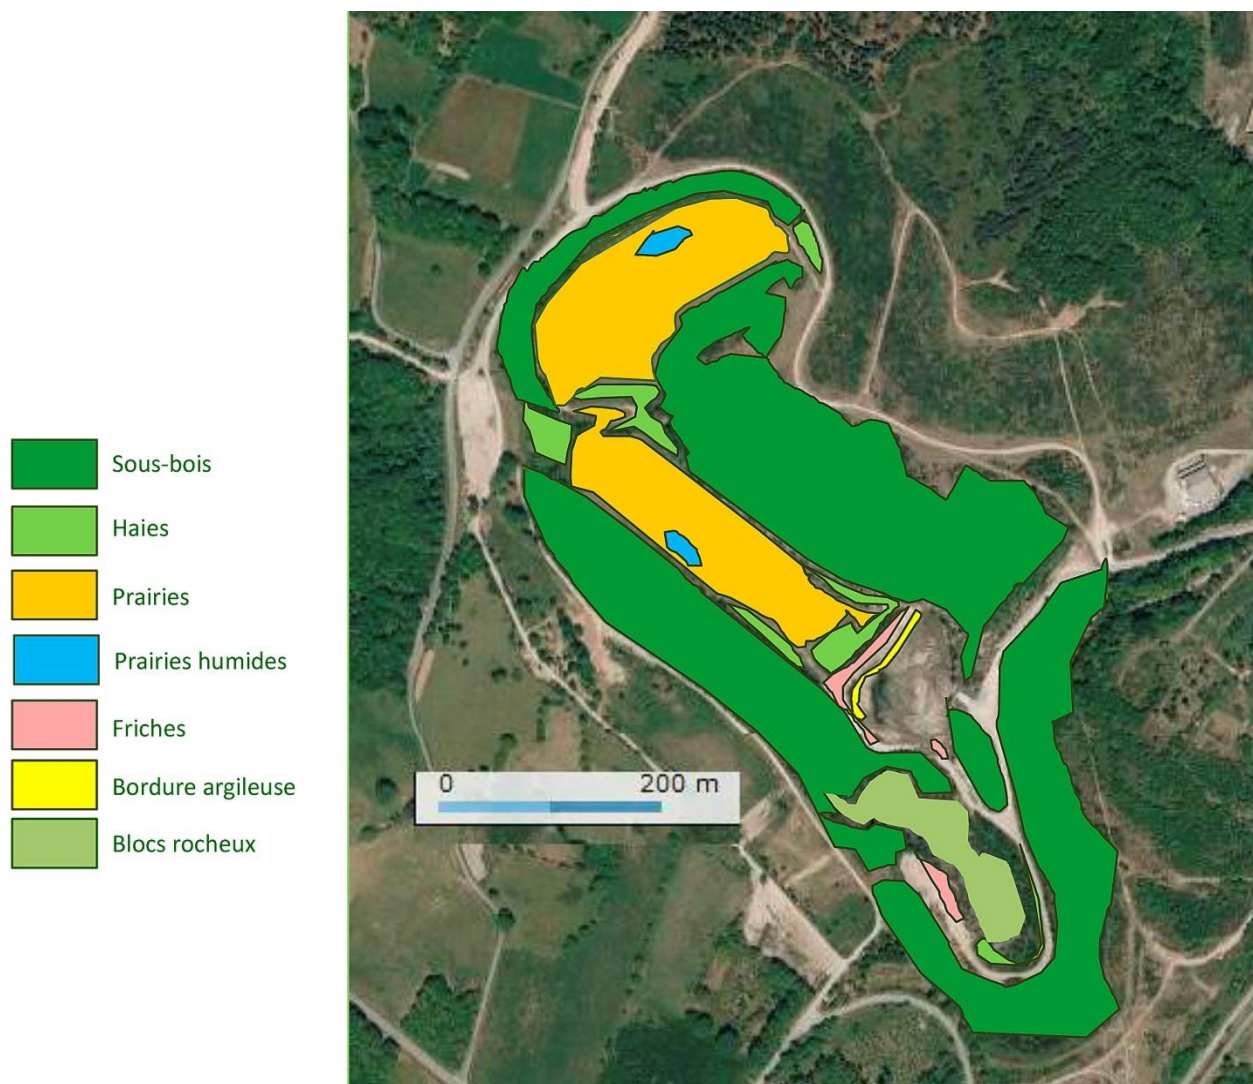 Sous-bois
Haies
Prairies
Prairies humides
Friches
Bordure argileuse
Blocs rocheux
0 200 m